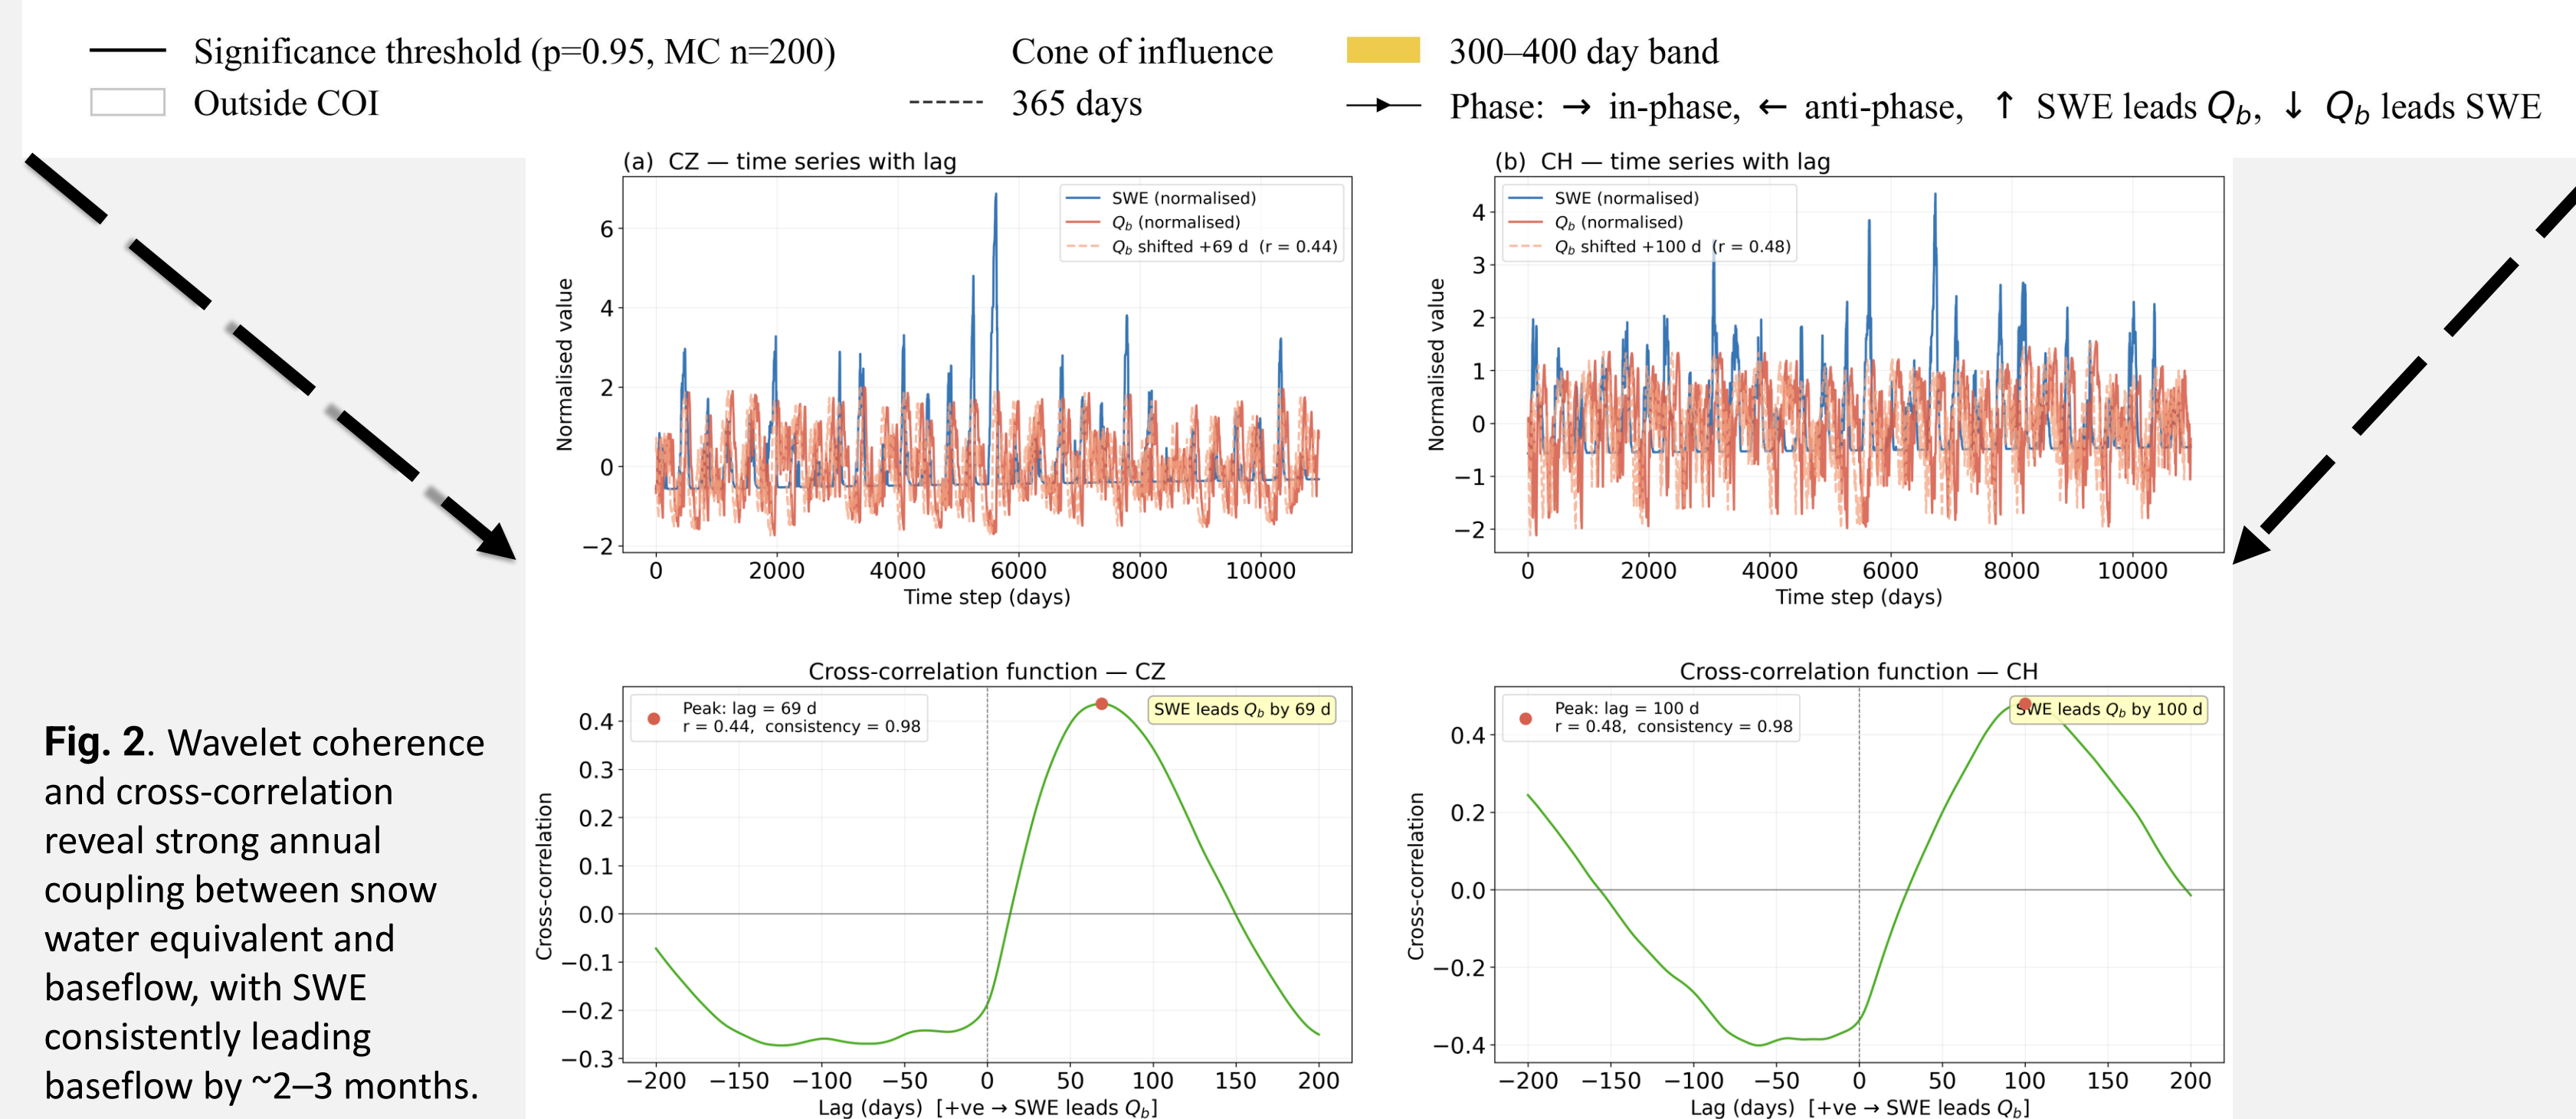 Significance threshold (p=0.95, MC n=200)
Cone of influence
300–400 day band
Outside COI
365 days
Phase: → in-phase, ← anti-phase, ↑ SWE leads Qb, ↓ Qb leads SWE
(a) CZ — time series with lag
SWE (normalised)
Qb (normalised)
Qb shifted +69 d (r = 0.44)
Normalised value
6
4
2
0
−2
0 2000 4000 6000 8000 10000
Time step (days)
(b) CH — time series with lag
SWE (normalised)
Qb (normalised)
Qb shifted +100 d (r = 0.48)
Normalised value
4
3
2
1
0
−1
−2
0 2000 4000 6000 8000 10000
Time step (days)
Fig. 2. Wavelet coherence
and cross-correlation
reveal strong annual
coupling between snow
water equivalent and
baseflow, with SWE
consistently leading
baseflow by ~2–3 months.
Cross-correlation function — CZ
Peak: lag = 69 d
r = 0.44, consistency = 0.98
SWE leads Qb by 69 d
Cross-correlation
0.4
0.3
0.2
0.1
0.0
−0.1
−0.2
−0.3
−200 −150 −100 −50 0 50 100 150 200
Lag (days) [+ve → SWE leads Qb]
Cross-correlation function — CH
Peak: lag = 100 d
r = 0.48, consistency = 0.98
SWE leads Qb by 100 d
Cross-correlation
0.4
0.2
0.0
−0.2
−0.4
−200 −150 −100 −50 0 50 100 150 200
Lag (days) [+ve → SWE leads Qb]